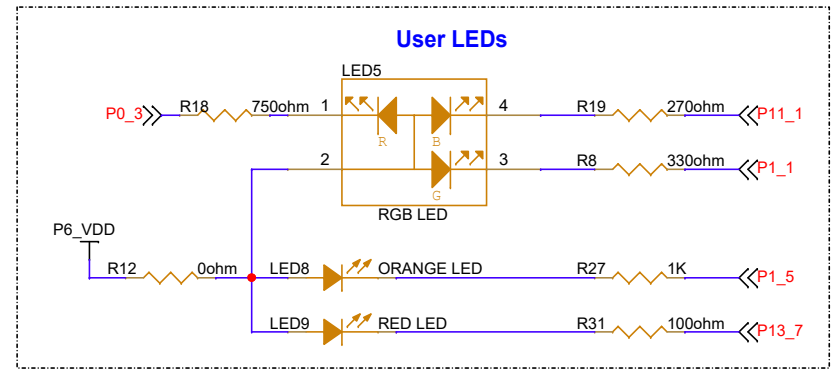 User LEDs
LED5
P0_3 R18 750ohm 1 4 R19 270ohm P11_1
R B
2 3 R8 330ohm P1_1
G
RGB LED
P6_VDD
R12 0ohm LED8 ORANGE LED R27 1K P1_5
LED9 RED LED R31 100ohm P13_7